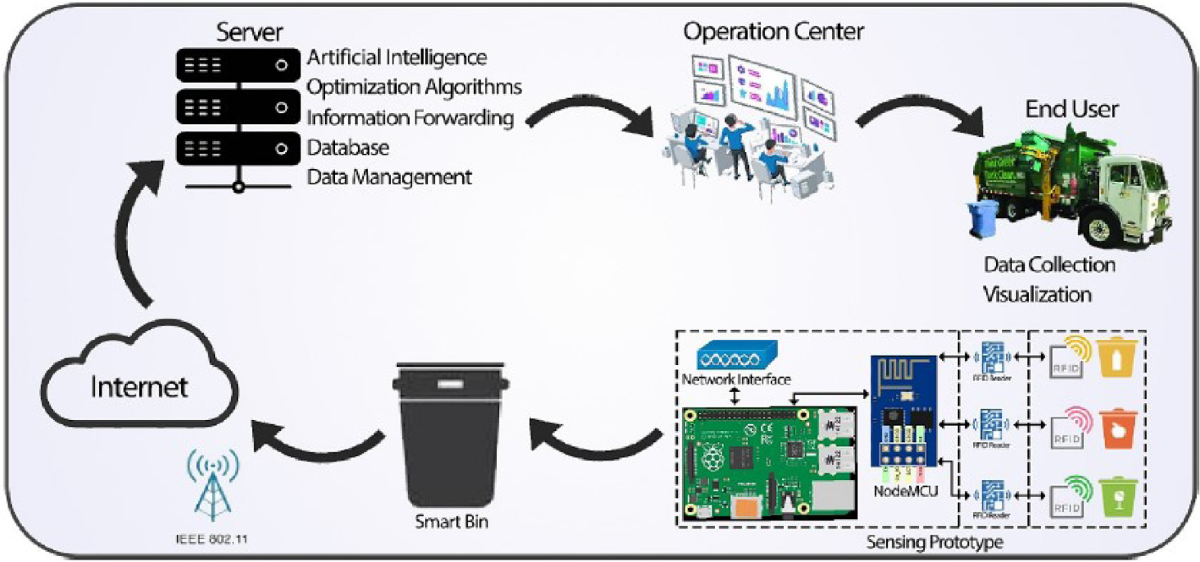 Server
Artificial Intelligence
Optimization Algorithms
Information Forwarding
Database
Data Management
Operation Center
End User
Data Collection
Visualization
Internet
IEEE 802.11
Smart Bin
Network Interface
NodeMCU
RFID Reader
RFID
RFID Reader
RFID
RFID Reader
RFID
Sensing Prototype